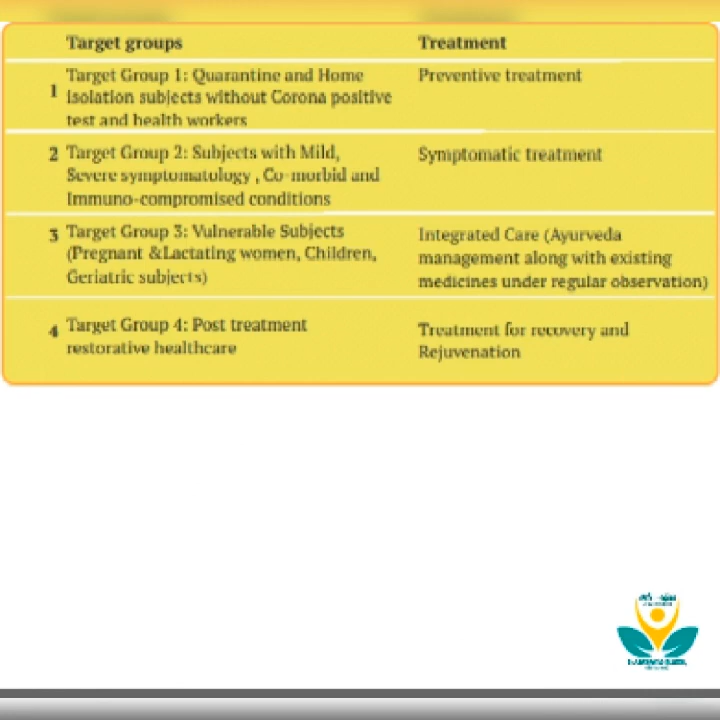 Target groups Treatment
1 Target Group 1: Quarantine and Home Preventive treatment
isolation subjects without Corona positive
test and health workers
2 Target Group 2: Subjects with Mild, Symptomatic treatment
Severe symptomatology , Co-morbid and
Immuno-compromised conditions
3 Target Group 3: Vulnerable Subjects Integrated Care (Ayurveda
(Pregnant &Lactating women, Children, management along with existing
Geriatric subjects) medicines under regular observation)
4 Target Group 4: Post treatment Treatment for recovery and
restorative healthcare Rejuvenation